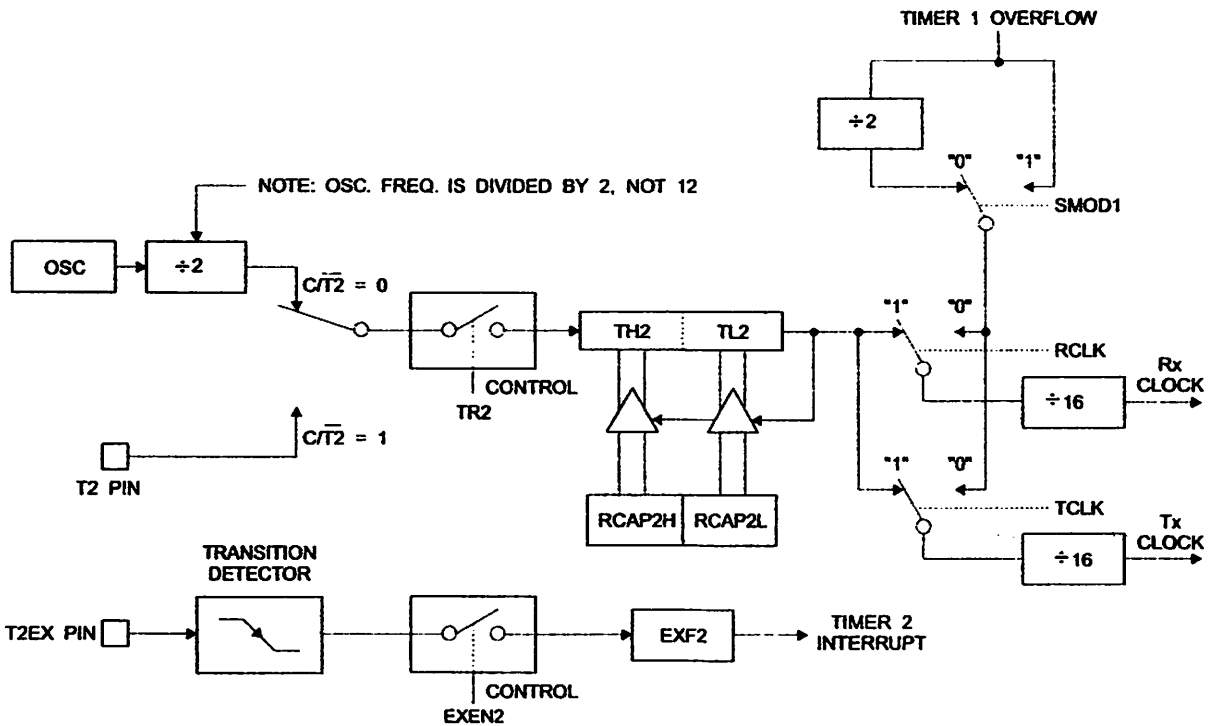 TIMER 1 OVERFLOW
÷2
"0" "1"
NOTE: OSC. FREQ. IS DIVIDED BY 2, NOT 12
SMOD1
OSC
÷2
C/T2 = 0
"1" "0"
TH2 TL2
RCLK
Rx
CLOCK
CONTROL
÷16
TR2
C/T2 = 1
"1" "0"
T2 PIN
RCAP2H RCAP2L
TCLK
Tx
CLOCK
TRANSITION
DETECTOR
÷16
T2EX PIN
EXF2
TIMER 2
INTERRUPT
CONTROL
EXEN2